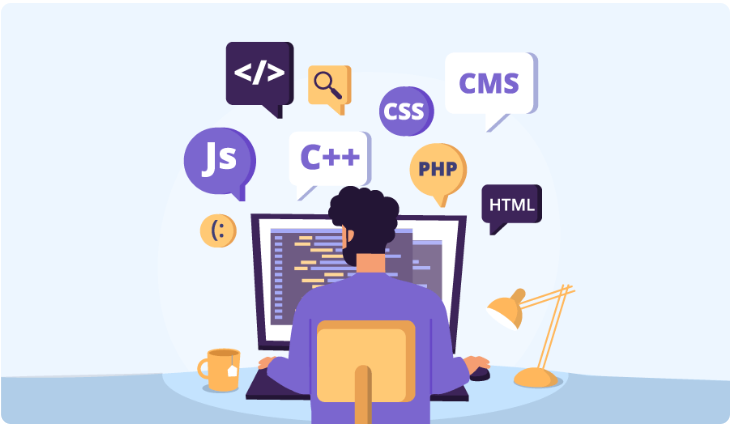 </>
CMS
CSS
Js
C++
PHP
HTML
(: